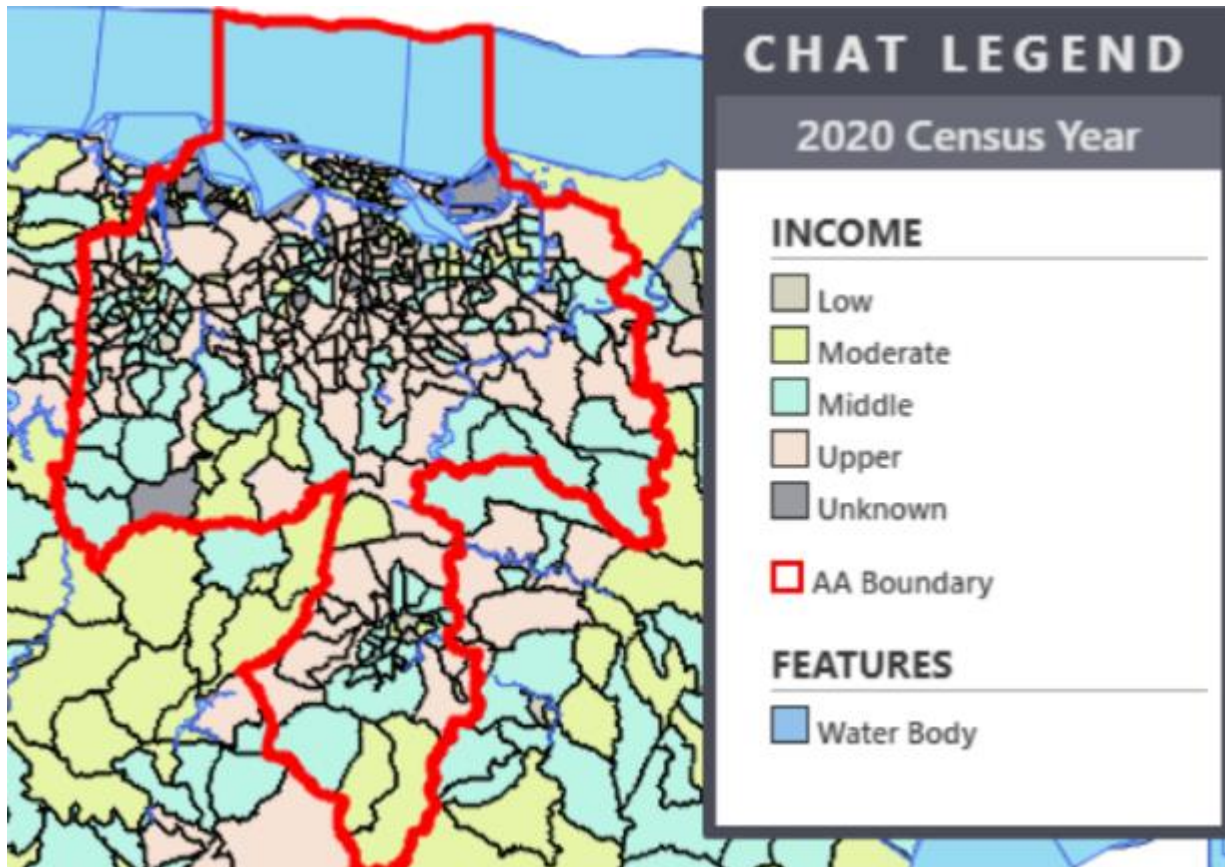 CHAT LEGEND
2020 Census Year
INCOME
Low
Moderate
Middle
Upper
Unknown
AA Boundary
FEATURES
Water Body